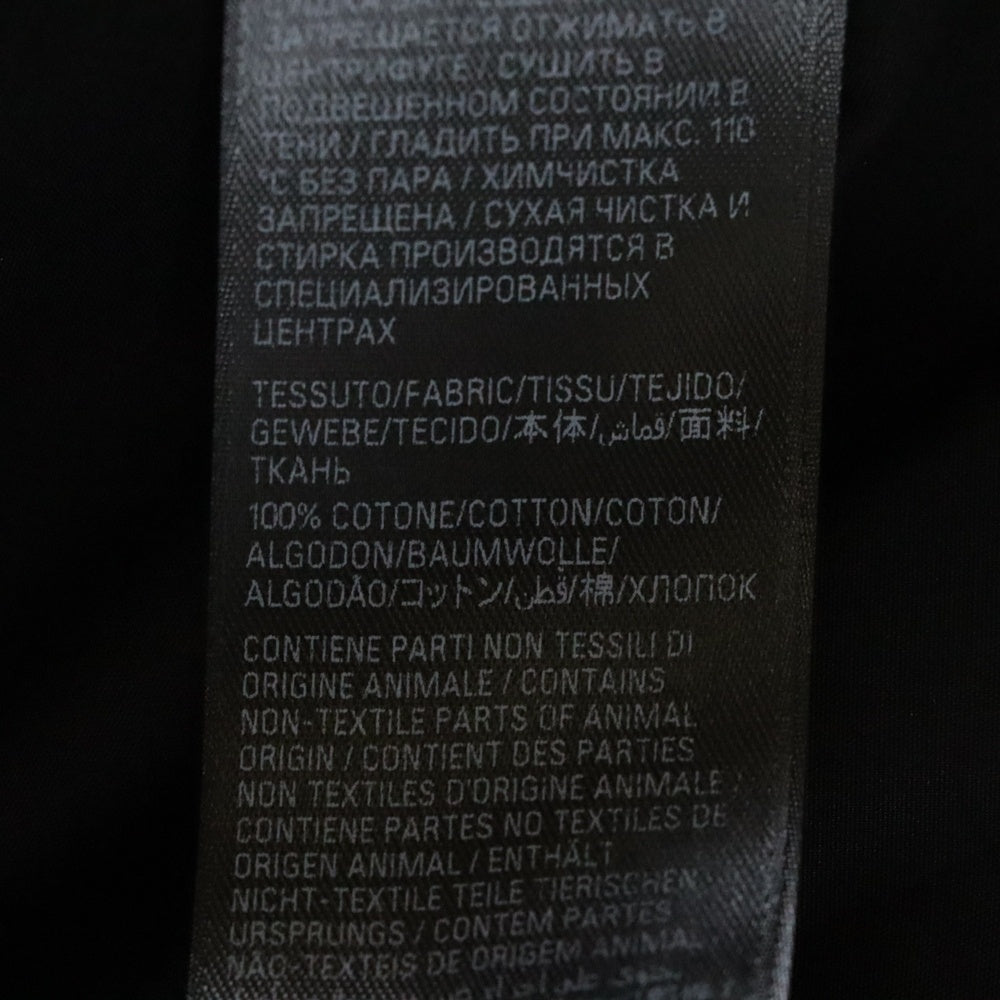 ЗАПРЕЩАЕТСЯ ОТЖИМАТЬ В
ЦЕНТРИФУГЕ / СУШИТЬ В
ПОДВЕШЕННОМ СОСТОЯНИИ В
ТЕНИ / ГЛАДИТЬ ПРИ МАКС. 110
°C БЕЗ ПАРА / ХИМЧИСТКА
ЗАПРЕЩЕНА / СУХАЯ ЧИСТКА И
СТИРКА ПРОИЗВОДЯТСЯ В
СПЕЦИАЛИЗИРОВАННЫХ
ЦЕНТРАХ
TESSUTO/FABRIC/TISSU/TEJIDO/
GEWEBE/TECIDO/本体/قماش/面料/
ТКАНЬ
100% COTONE/COTTON/COTON/
ALGODON/BAUMWOLLE/
ALGODÃO/コットン/قطن/棉/ХЛОПОК
CONTIENE PARTI NON TESSILI DI
ORIGINE ANIMALE / CONTAINS
NON-TEXTILE PARTS OF ANIMAL
ORIGIN / CONTIENT DES PARTIES
NON TEXTILES D'ORIGINE ANIMALE /
CONTIENE PARTES NO TEXTILES DE
ORIGEN ANIMAL / ENTHÄLT
NICHT-TEXTILE TEILE TIERISCHEN
URSPRUNGS / CONTÉM PARTES
NÃO-TÊXTEIS DE ORIGEM ANIMAL